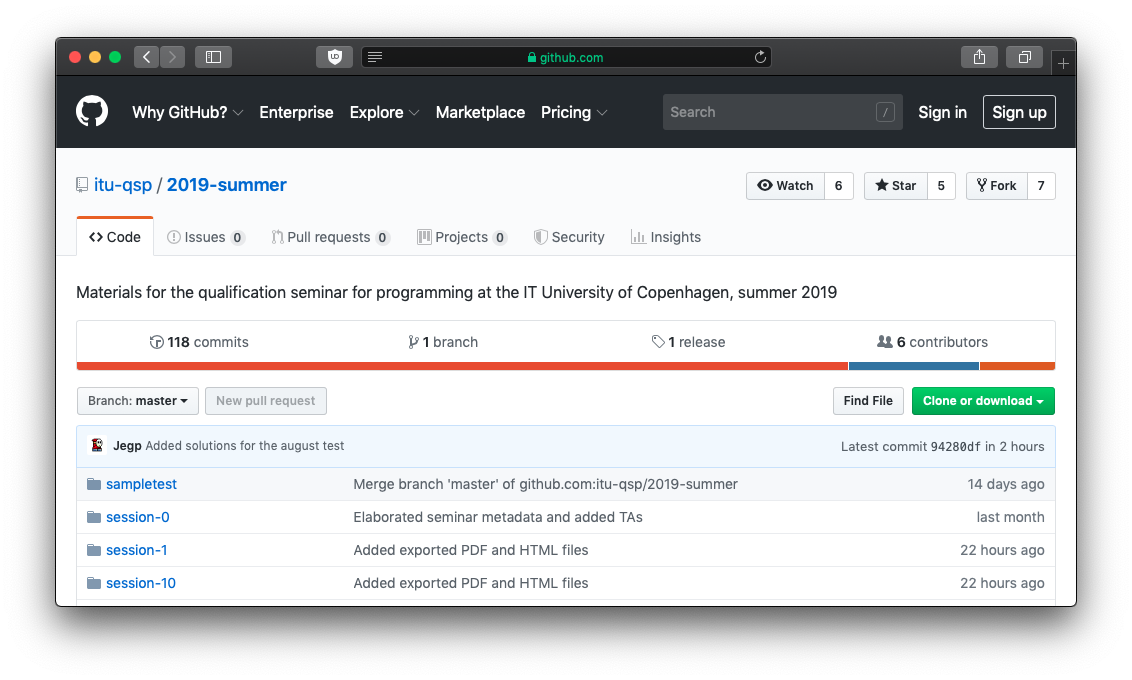 github.com
Why GitHub? Enterprise Explore Marketplace Pricing Search / Sign in Sign up
itu-qsp / 2019-summer Watch 6 Star 5 Fork 7
Code Issues 0 Pull requests 0 Projects 0 Security Insights
Materials for the qualification seminar for programming at the IT University of Copenhagen, summer 2019
118 commits 1 branch 1 release 6 contributors
Branch: master New pull request Find File Clone or download
Jegp Added solutions for the august test Latest commit 94280df in 2 hours
sampletest Merge branch 'master' of github.com:itu-qsp/2019-summer 14 days ago
session-0 Elaborated seminar metadata and added TAs last month
session-1 Added exported PDF and HTML files 22 hours ago
session-10 Added exported PDF and HTML files 22 hours ago